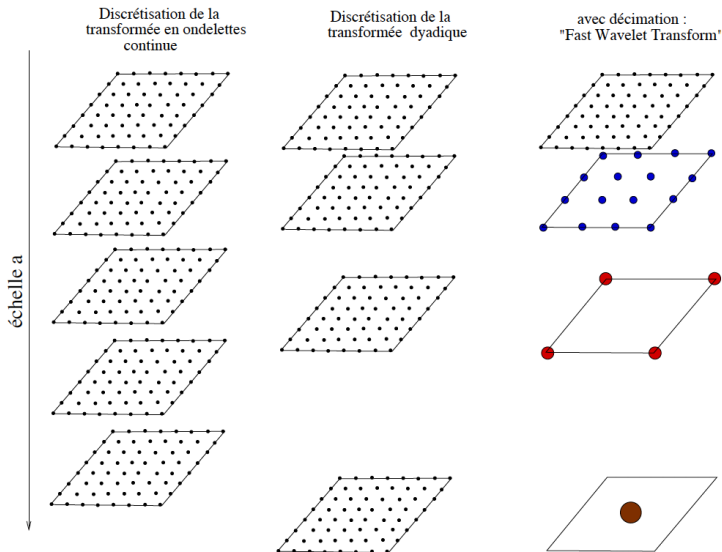 Discrétisation de la
transformée en ondelettes
continue
Discrétisation de la
transformée dyadique
avec décimation :
"Fast Wavelet Transform"
échelle a